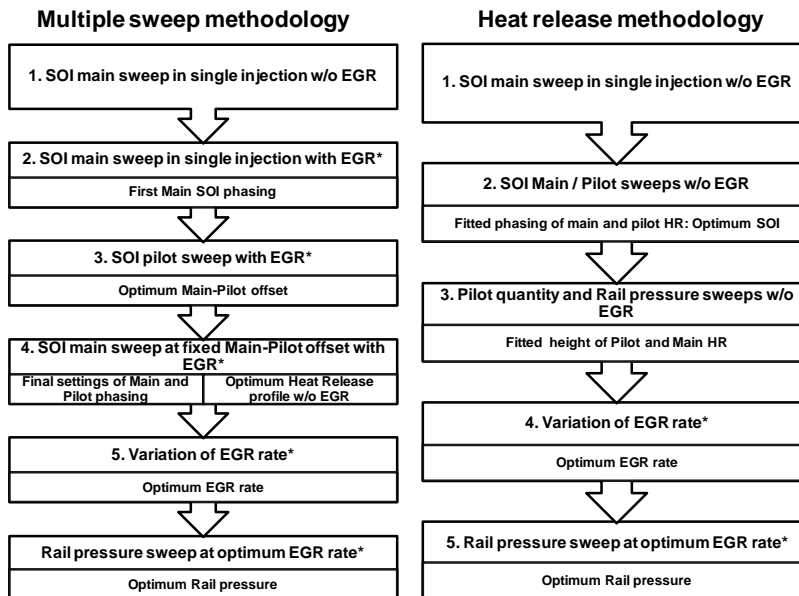 Multiple sweep methodology
1. SOI main sweep in single injection w/o EGR
2. SOI main sweep in single injection with EGR*
First Main SOI phasing
3. SOI pilot sweep with EGR*
Optimum Main-Pilot offset
4. SOI main sweep at fixed Main-Pilot offset with
EGR*
Final settings of Main and
Pilot phasing
Optimum Heat Release
profile w/o EGR
5. Variation of EGR rate*
Optimum EGR rate
Rail pressure sweep at optimum EGR rate*
Optimum Rail pressure
Heat release methodology
1. SOI main sweep in single injection w/o EGR
2. SOI Main / Pilot sweeps w/o EGR
Fitted phasing of main and pilot HR: Optimum SOI
3. Pilot quantity and Rail pressure sweeps w/o
EGR
Fitted height of Pilot and Main HR
4. Variation of EGR rate*
Optimum EGR rate
5. Rail pressure sweep at optimum EGR rate*
Optimum Rail pressure